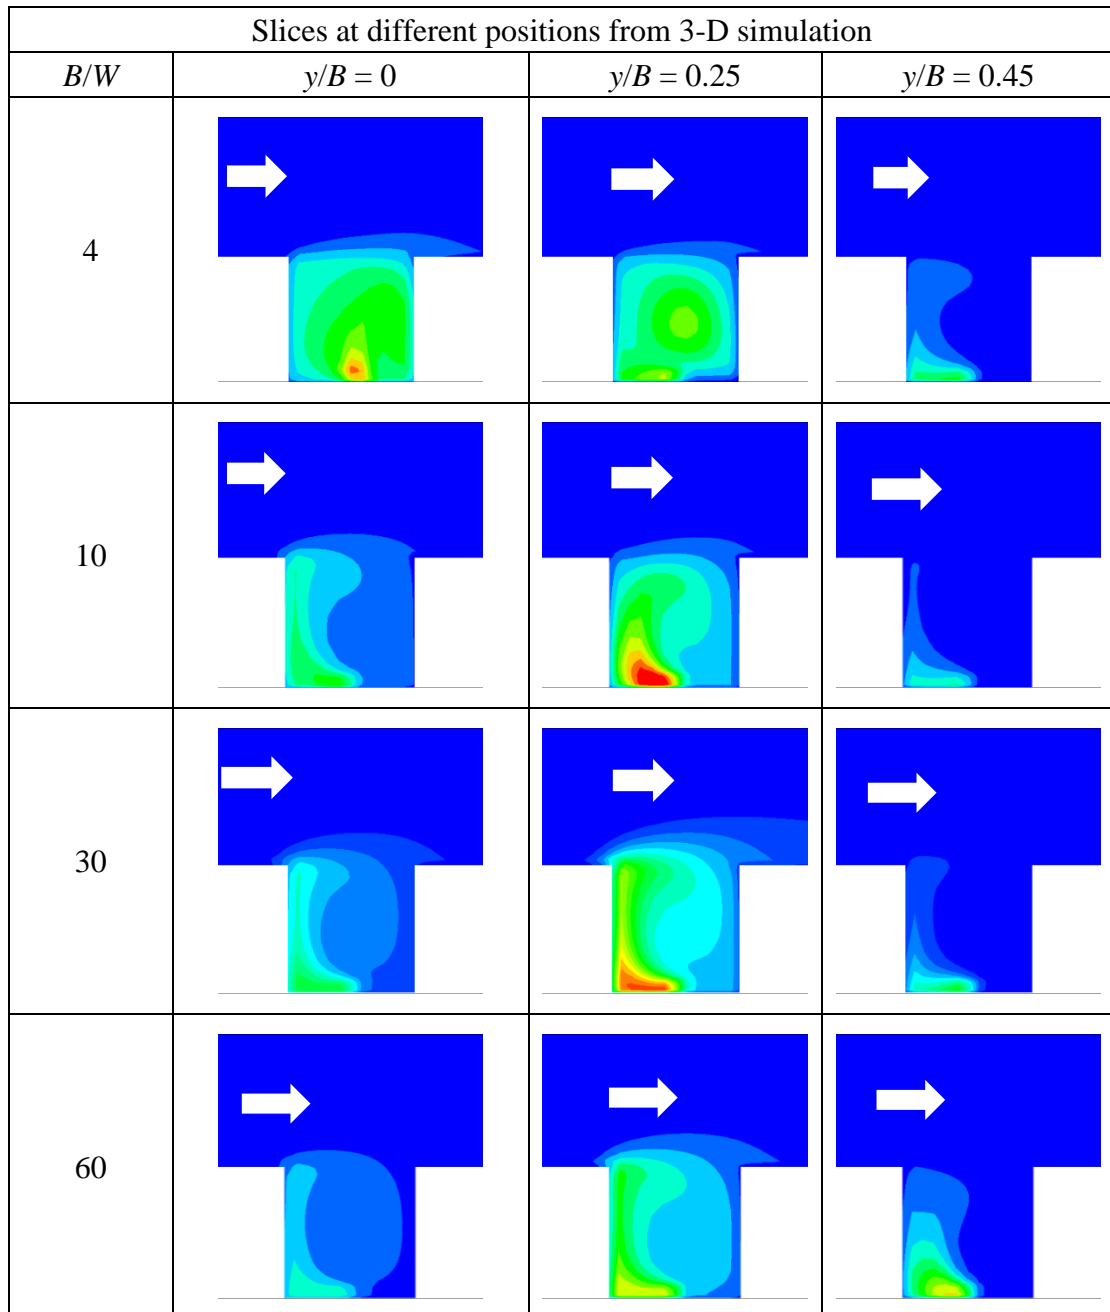 Slices at different positions from 3-D simulation
B/W y/B = 0 y/B = 0.25 y/B = 0.45
4
10
30
60